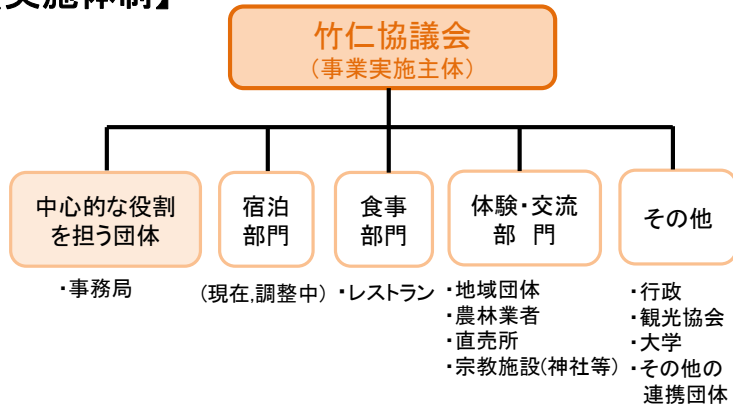 実施体制】
竹仁協議会
(事業実施主体)
中心的な役割
を担う団体
宿泊
部門
食事
部門
体験・交流
部 門
その他
・事務局
(現在,調整中)
・レストラン
・地域団体
・農林業者
・直売所
・宗教施設(神社等)
・行政
・観光協会
・大学
・その他の
連携団体